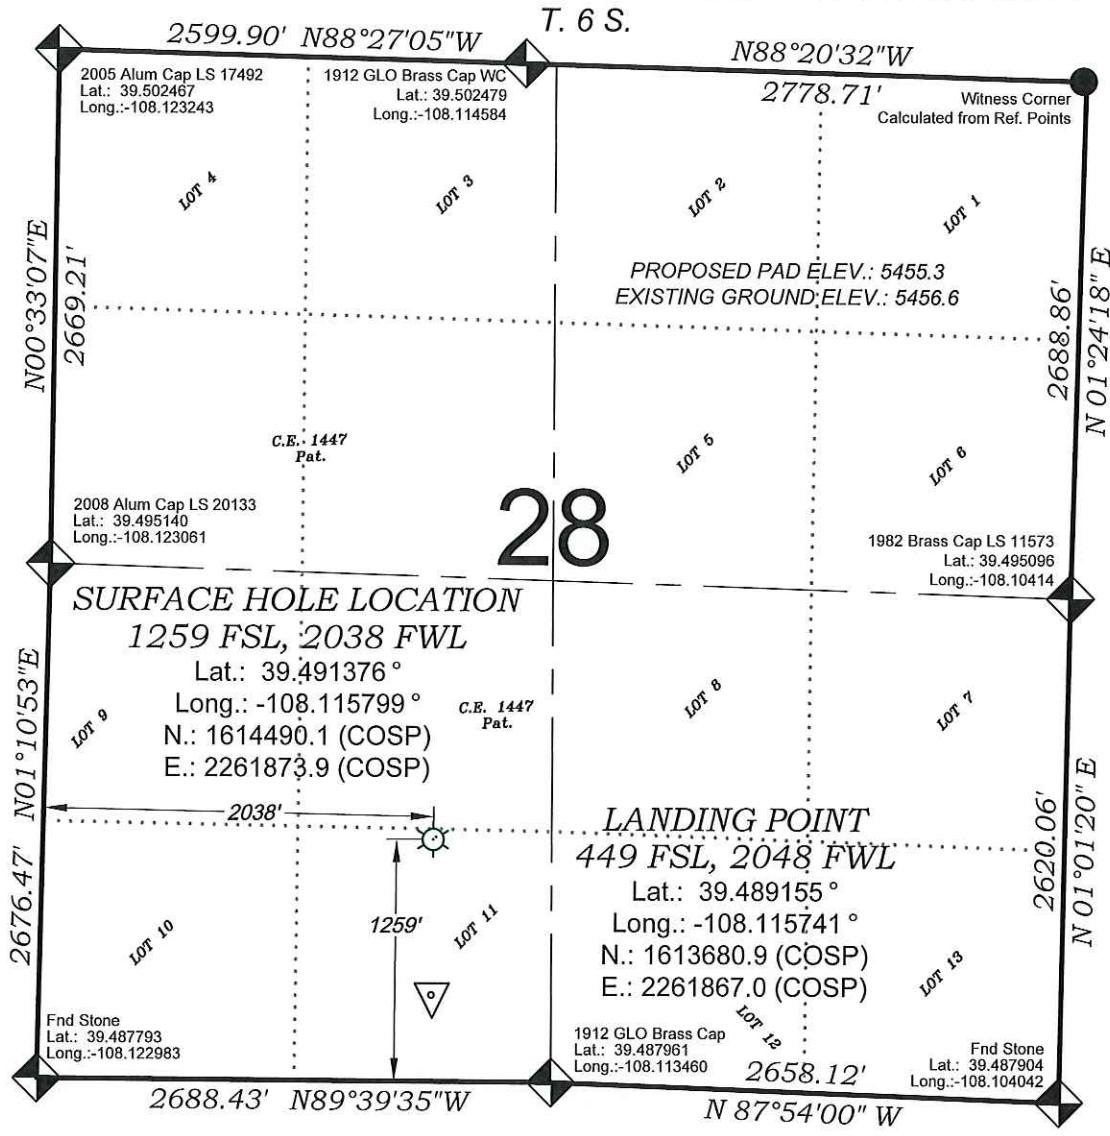 T. 6 S.
2599.90' N88°27'05"W
N88°20'32"W
2778.71'
2005 Alum Cap LS 17492
Lat.: 39.502467
Long.:-108.123243
1912 GLO Brass Cap WC
Lat.: 39.502479
Long.:-108.114584
Witness Corner
Calculated from Ref. Points
LOT 4
LOT 3
LOT 2
LOT 1
N00°33'07"E
2669.21'
PROPOSED PAD ELEV.: 5455.3
EXISTING GROUND ELEV.: 5456.6
2688.86'
N 01°24'18" E
C.E. 1447
Pat.
LOT 5
LOT 6
2008 Alum Cap LS 20133
Lat.: 39.495140
Long.:-108.123061
28
1982 Brass Cap LS 11573
Lat.: 39.495096
Long.:-108.10414
SURFACE HOLE LOCATION
1259 FSL, 2038 FWL
Lat.: 39.491376 °
Long.: -108.115799 °
N.: 1614490.1 (COSP)
E.: 2261873.9 (COSP)
C.E. 1447
Pat.
LOT 9
LOT 8
LOT 7
2676.47' N01°10'53"E
2038'
1259'
LANDING POINT
449 FSL, 2048 FWL
Lat.: 39.489155 °
Long.: -108.115741 °
N.: 1613680.9 (COSP)
E.: 2261867.0 (COSP)
2620.06'
N 01°01'20" E
LOT 10
LOT 11
LOT 13
LOT 12
Fnd Stone
Lat.: 39.487793
Long.:-108.122983
1912 GLO Brass Cap
Lat.: 39.487961
Long.:-108.113460
Fnd Stone
Lat.: 39.487904
Long.:-108.104042
2688.43' N89°39'35"W
2658.12'
N 87°54'00" W